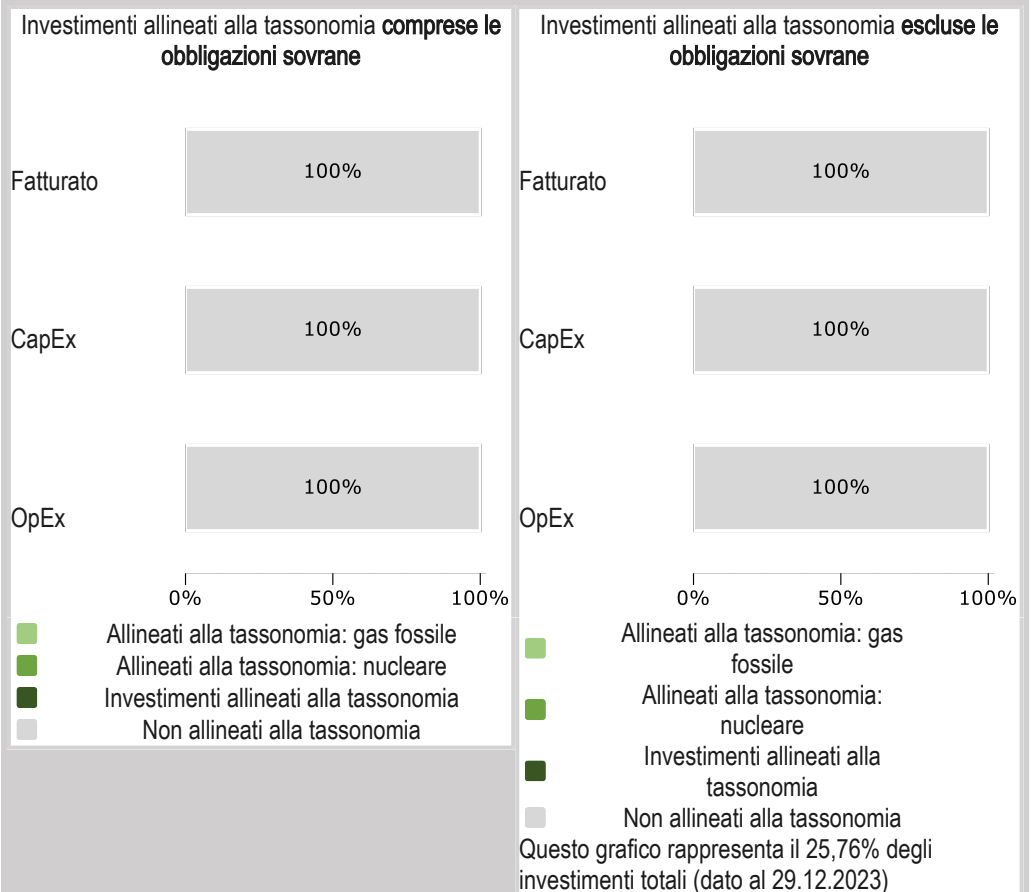 Investimenti allineati alla tassonomia comprese le
obbligazioni sovrane
Fatturato
100%
CapEx
100%
OpEx
100%
0% 50% 100%
Allineati alla tassonomia: gas fossile
Allineati alla tassonomia: nucleare
Investimenti allineati alla tassonomia
Non allineati alla tassonomia
Investimenti allineati alla tassonomia escluse le
obbligazioni sovrane
Fatturato
100%
CapEx
100%
OpEx
100%
0% 50% 100%
Allineati alla tassonomia: gas
fossile
Allineati alla tassonomia:
nucleare
Investimenti allineati alla
tassonomia
Non allineati alla tassonomia
Questo grafico rappresenta il 25,76% degli
investimenti totali (dato al 29.12.2023)